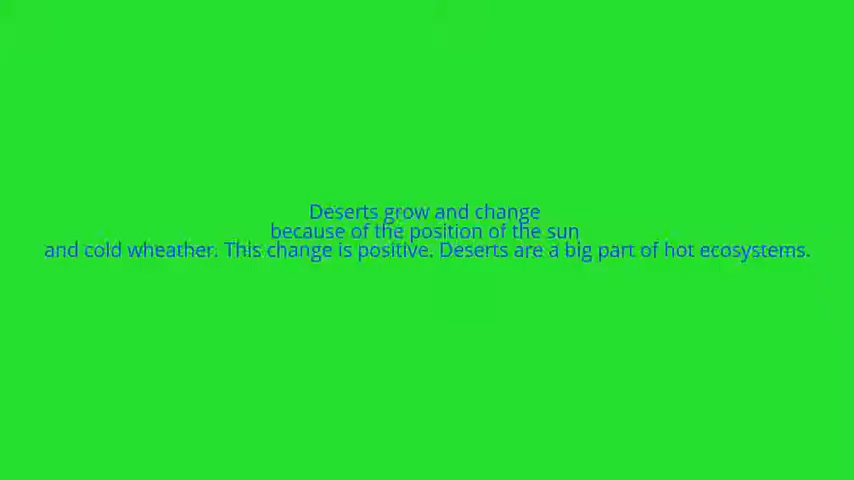 Deserts grow and change
because of the position of the sun
and cold wheather. This change is positive. Deserts are a big part of hot ecosystems.